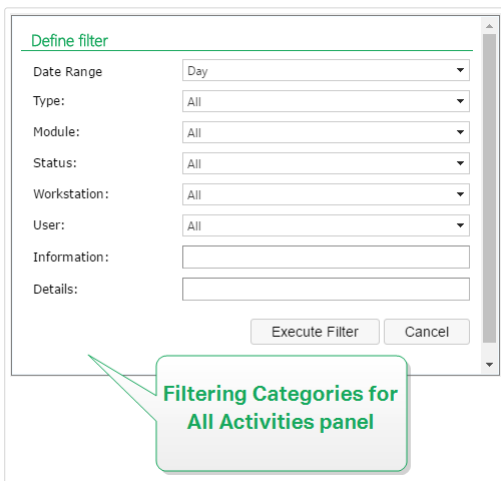 Define filter
Date Range Day
Type: All
Module: All
Status: All
Workstation: All
User: All
Information:
Details:
Execute Filter Cancel
Filtering Categories for
All Activities panel